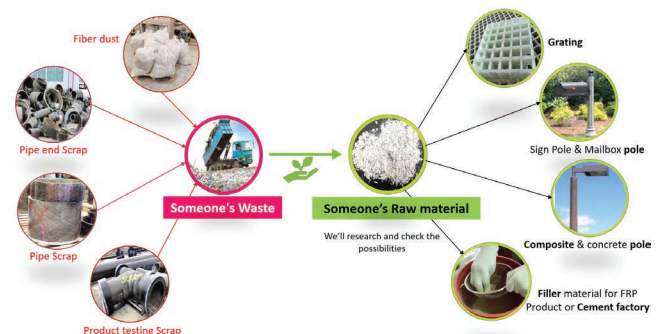 Fiber dust
Pipe end Scrap
Pipe Scrap
Product testing Scrap
Someone's Waste
Someone's Raw material
We'll research and check the
possibilities
Grating
Sign Pole & Mailbox pole
Composite & concrete pole
Filler material for FRP
Product or Cement factory